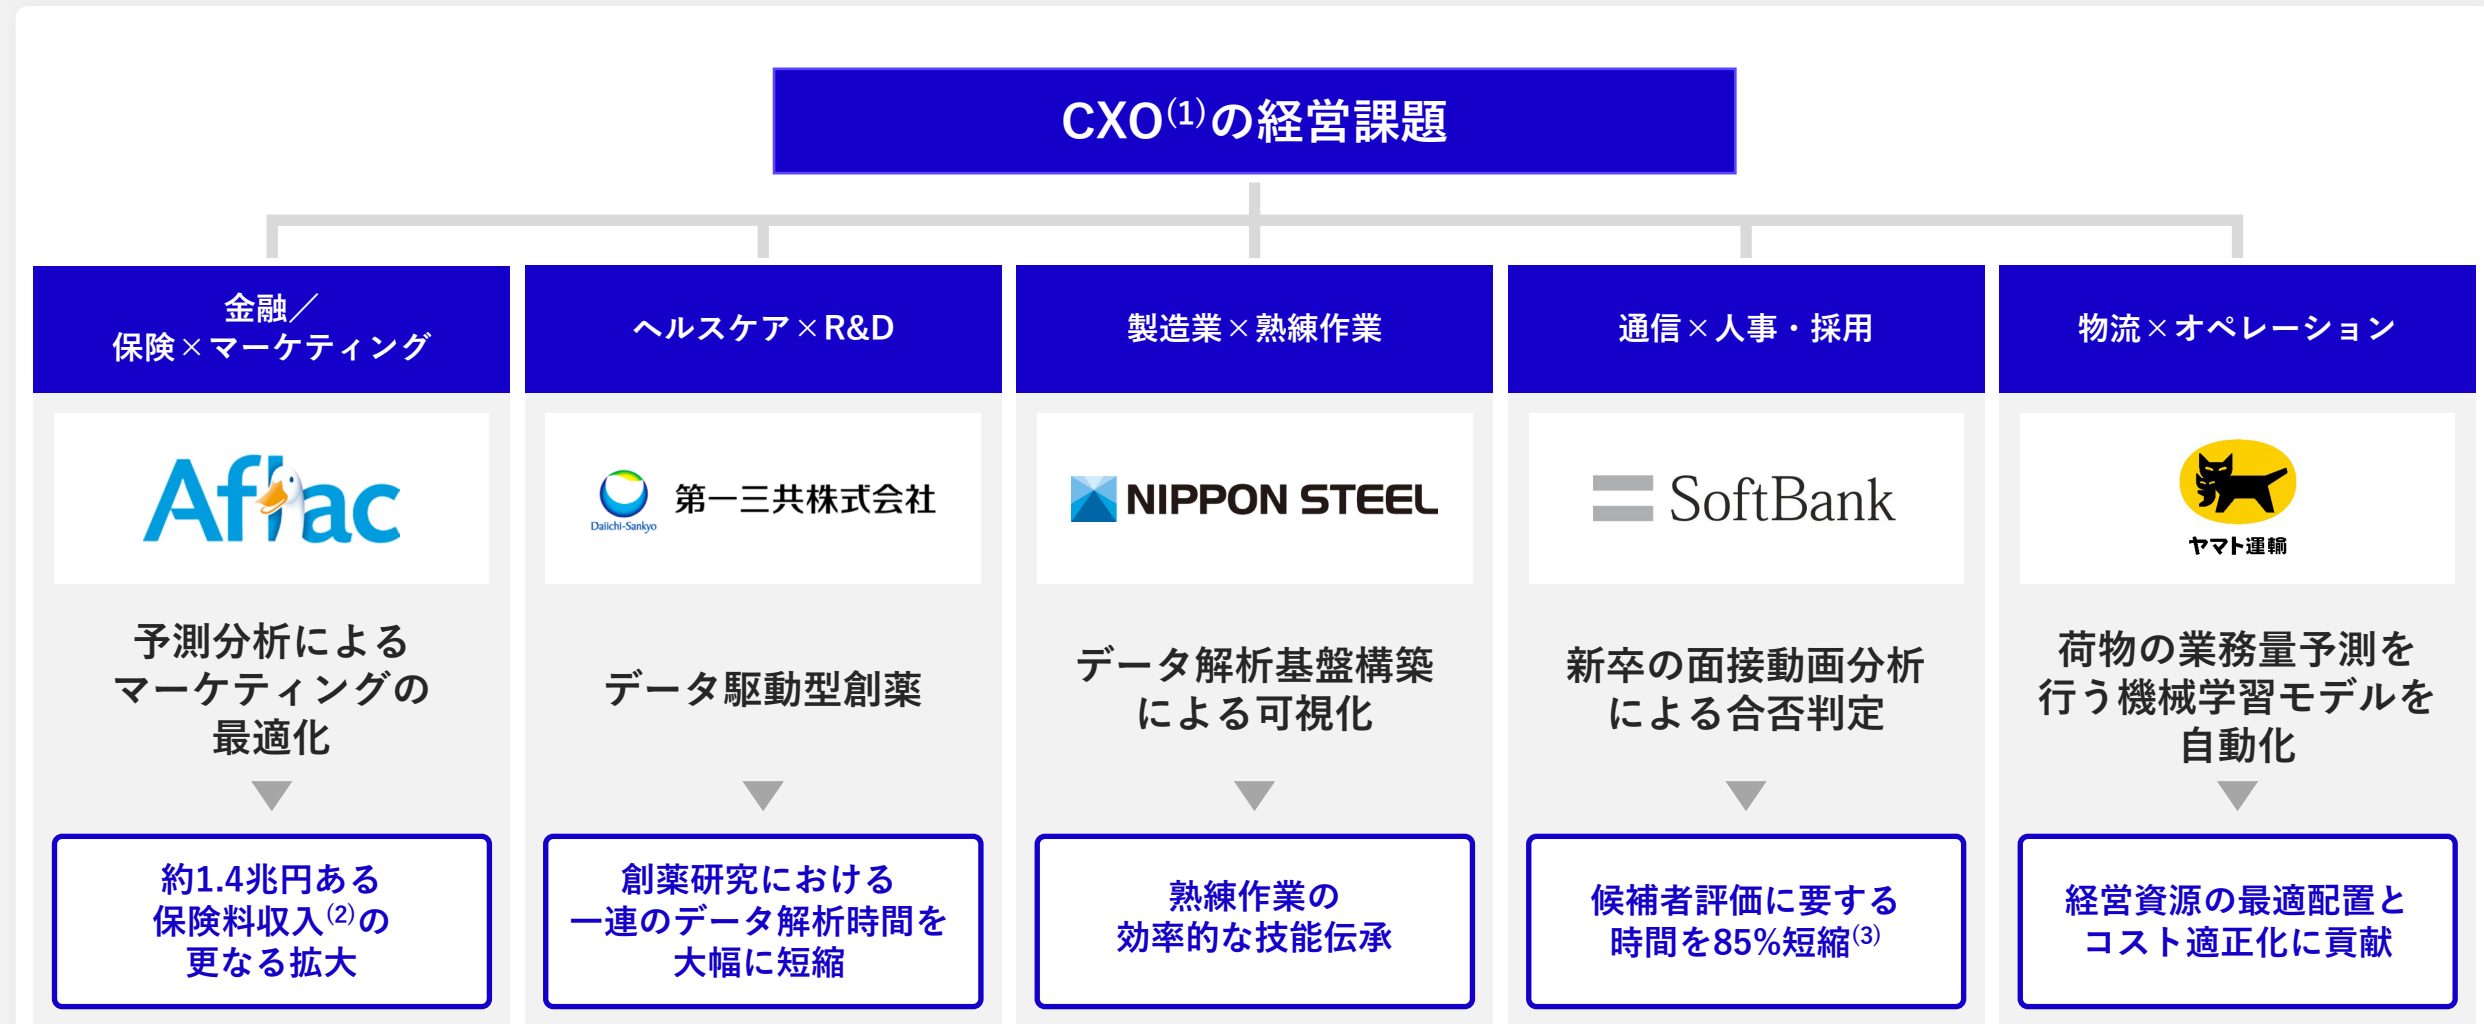 CXO(1)の経営課題
金融／
保険×マーケティング
Aflac
予測分析による
マーケティングの
最適化
約1.4兆円ある
保険料収入(2)の
更なる拡大
ヘルスケア×R&D
Daiichi-Sankyo
第一三共株式会社
データ駆動型創薬
創薬研究における
一連のデータ解析時間を
大幅に短縮
製造業×熟練作業
NIPPON STEEL
データ解析基盤構築
による可視化
熟練作業の
効率的な技能伝承
通信×人事・採用
SoftBank
新卒の面接動画分析
による合否判定
候補者評価に要する
時間を85%短縮(3)
物流×オペレーション
ヤマト運輸
荷物の業務量予測を
行う機械学習モデルを
自動化
経営資源の最適配置と
コスト適正化に貢献